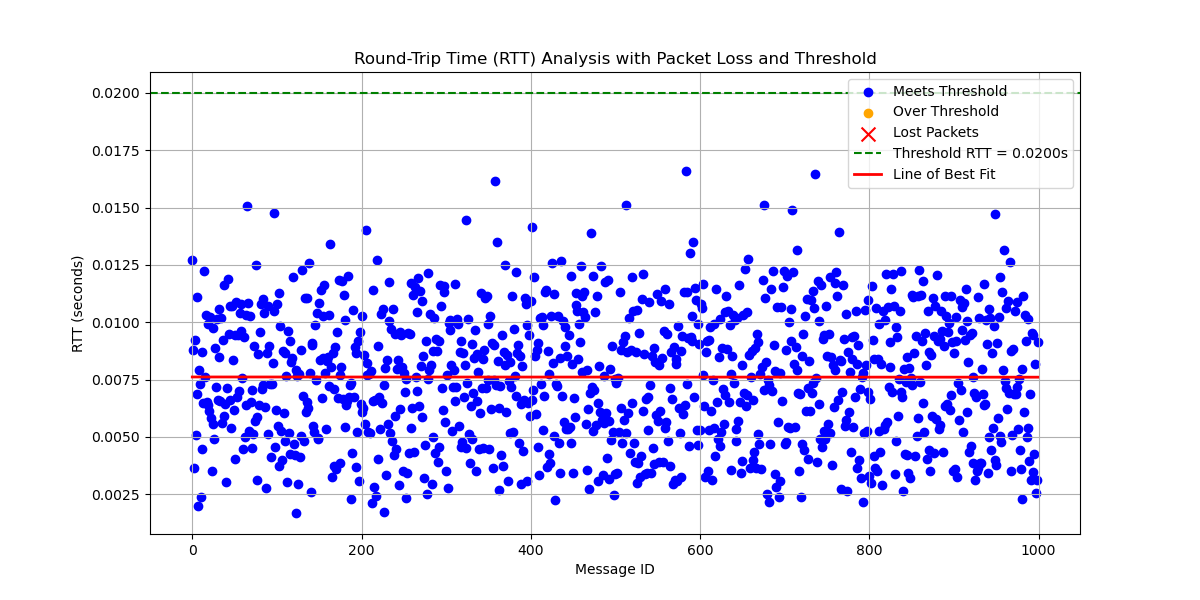 Round-Trip Time (RTT) Analysis with Packet Loss and Threshold
RTT (seconds)
0.0200
0.0175
0.0150
0.0125
0.0100
0.0075
0.0050
0.0025
Meets Threshold
Over Threshold
Lost Packets
Threshold RTT = 0.0200s
Line of Best Fit
0 200 400 600 800 1000
Message ID